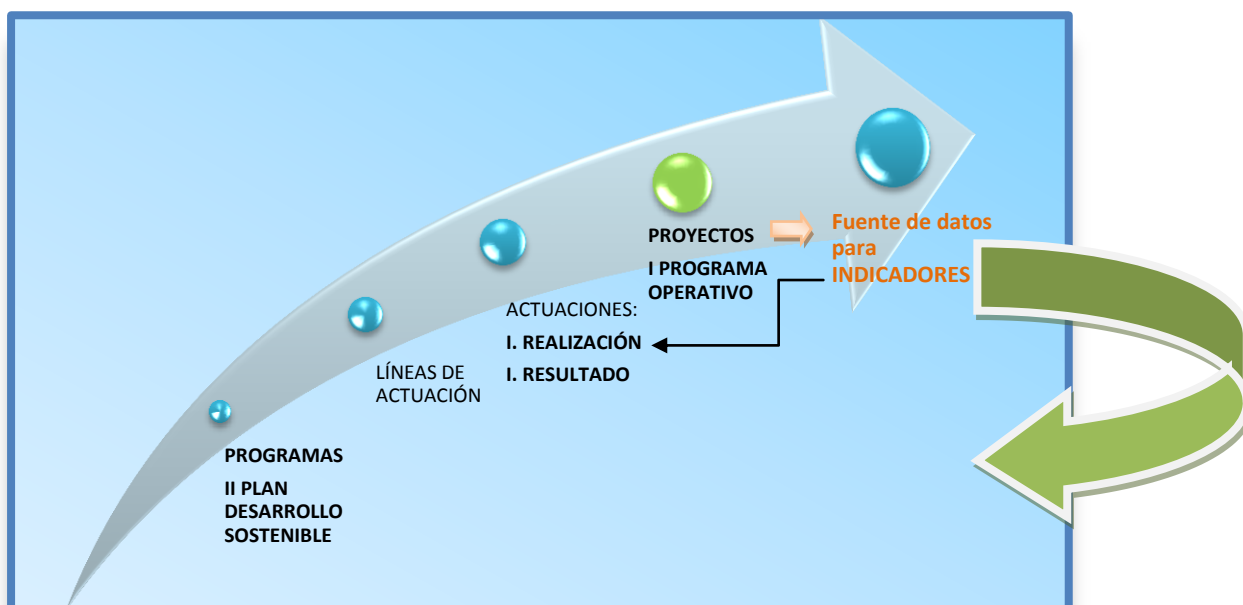 PROYECTOS
I PROGRAMA
OPERATIVO
Fuente de datos
para
INDICADORES
ACTUACIONES:
I. REALIZACIÓN
I. RESULTADO
LÍNEAS DE
ACTUACIÓN
PROGRAMAS
II PLAN
DESARROLLO
SOSTENIBLE